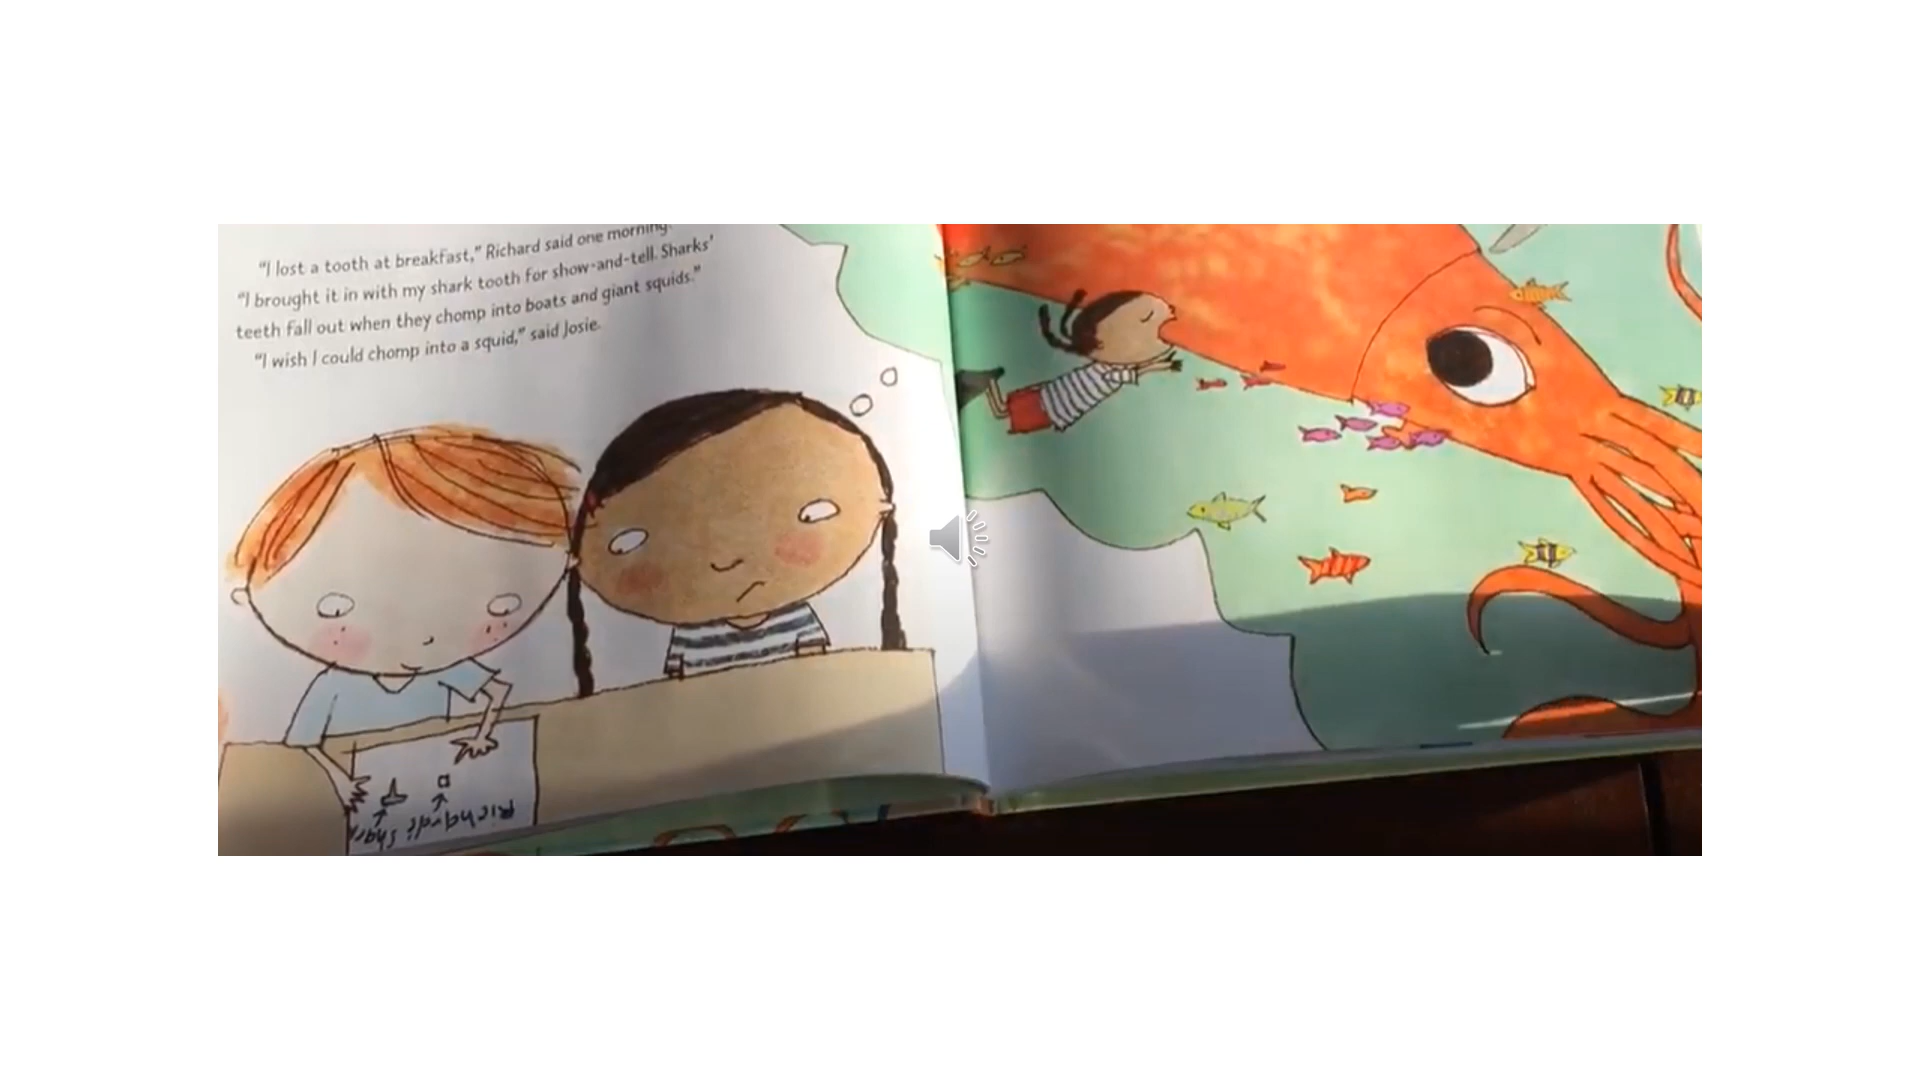 “I lost a tooth at breakfast,” Richard said one morning.
“I brought it in with my shark tooth for show-and-tell. Sharks’
teeth fall out when they chomp into boats and giant squids.”
“I wish I could chomp into a squid,” said Josie.
Richard's shark